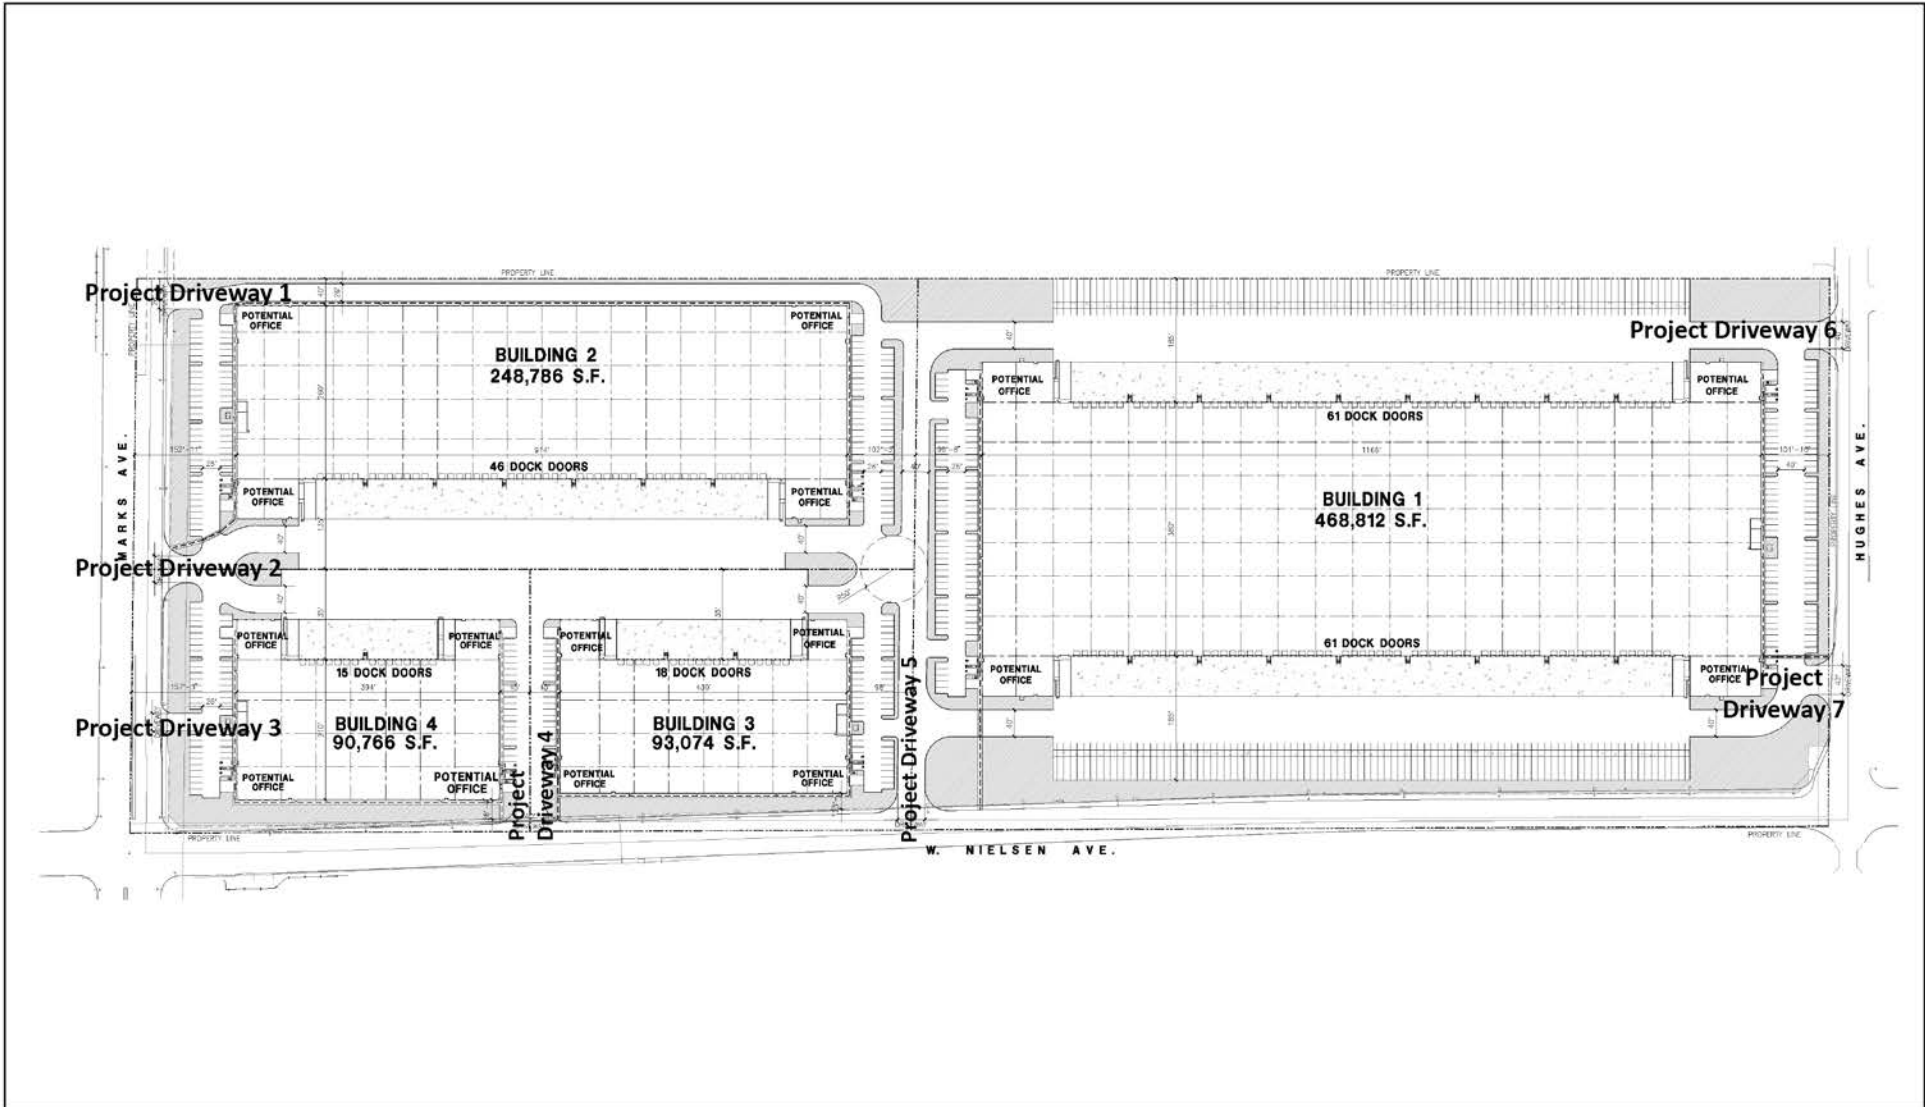 PROPERTY LINE
PROPERTY LINE
Project Driveway 1
POTENTIAL
OFFICE
POTENTIAL
OFFICE
BUILDING 2
248,786 S.F.
46 DOCK DOORS
974'
POTENTIAL
OFFICE
POTENTIAL
OFFICE
MARKS AVE.
Project Driveway 2
Project Driveway 6
POTENTIAL
OFFICE
POTENTIAL
OFFICE
61 DOCK DOORS
1166'
BUILDING 1
468,812 S.F.
61 DOCK DOORS
POTENTIAL
OFFICE
POTENTIAL
OFFICE
HUGHES AVE.
Project
Driveway 7
POTENTIAL
OFFICE
POTENTIAL
OFFICE
15 DOCK DOORS
394'
BUILDING 4
90,766 S.F.
POTENTIAL
OFFICE
POTENTIAL
OFFICE
Project Driveway 3
POTENTIAL
OFFICE
POTENTIAL
OFFICE
18 DOCK DOORS
BUILDING 3
93,074 S.F.
POTENTIAL
OFFICE
POTENTIAL
OFFICE
Project
Driveway 4
Project Driveway 5
PROPERTY LINE
PROPERTY LINE
W. NIELSEN AVE.